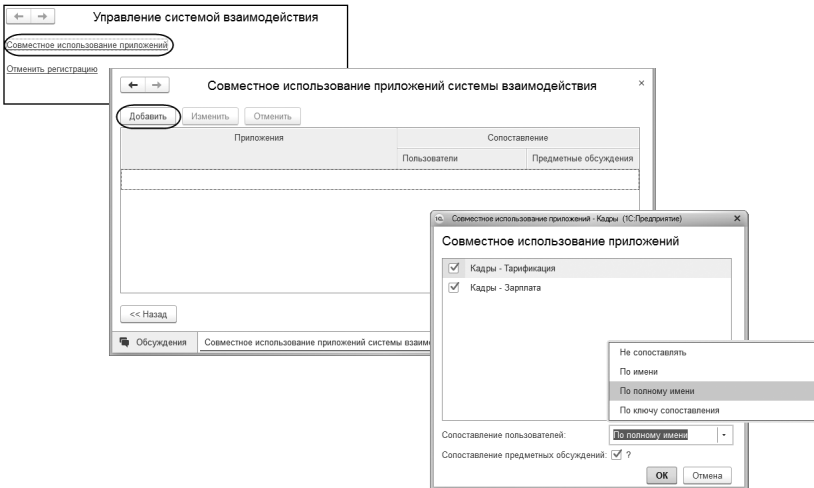 Управление системой взаимодействия
Совместное использование приложений
Отменить регистрацию
Совместное использование приложений системы взаимодействия
Добавить Изменить Отменить
Приложения Сопоставление
Пользователи Предметные обсуждения
Совместное использование приложений - Кадры (1С:Предприятие)
Совместное использование приложений
Кадры - Тарификация
Кадры - Зарплата
<< Назад
Обсуждения Совместное использование приложений системы взаим
Не сопоставлять
По имени
По полному имени
По ключу сопоставления
Сопоставление пользователей: По полному имени
Сопоставление предметных обсуждений: ?
ОК Отмена